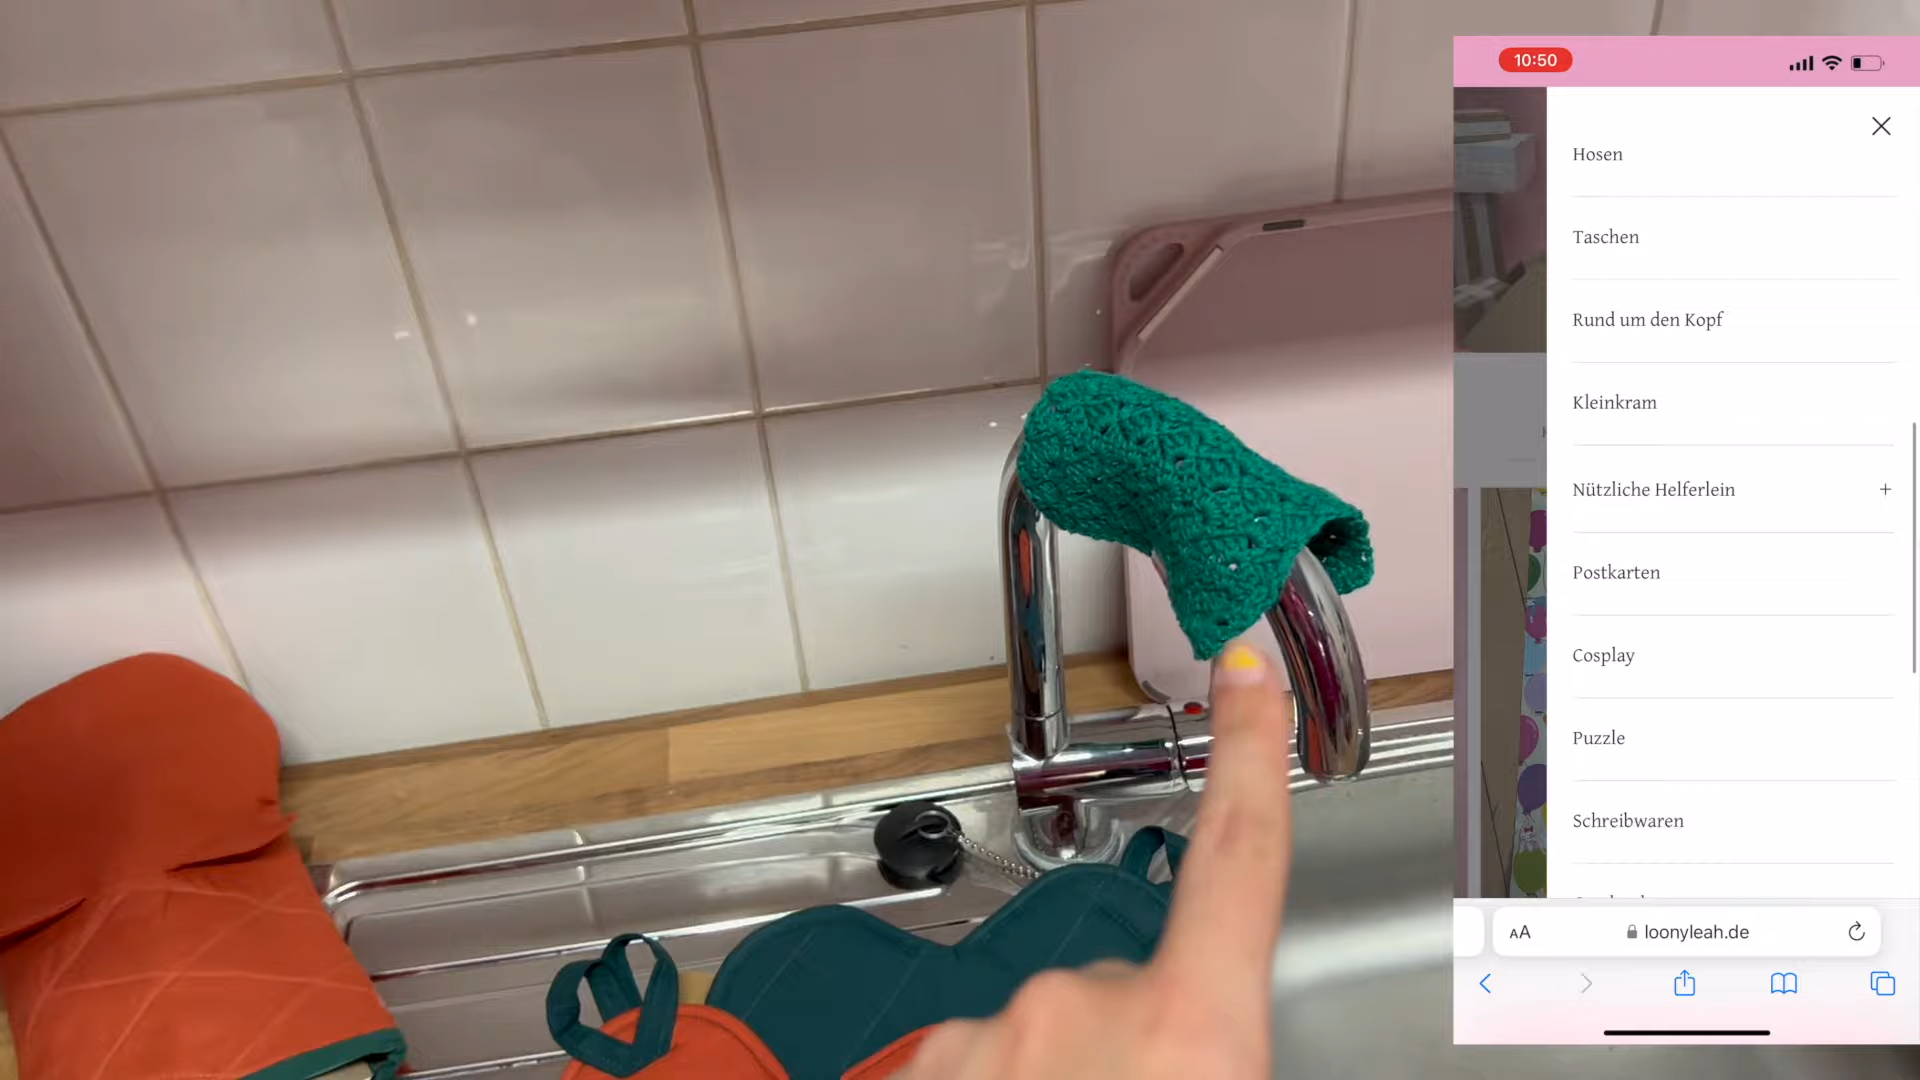 10:50
Hosen
Taschen
Rund um den Kopf
Kleinkram
Nützliche Helferlein +
Postkarten
Cosplay
Puzzle
Schreibwaren
AA loonyleah.de